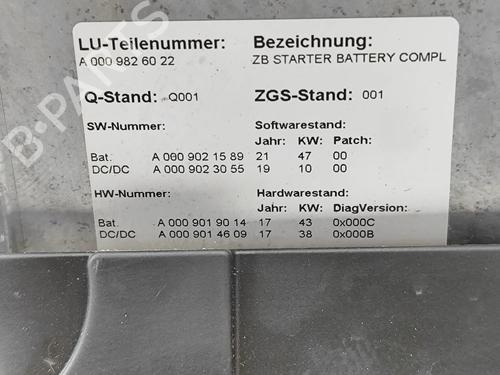 LU-Teilenummer: Bezeichnung:
A 000 982 60 22 ZB STARTER BATTERY COMPL
Q-Stand: Q001 ZGS-Stand: 001
SW-Nummer: Softwarestand:
Jahr: KW: Patch:
Bat. A 000 902 15 89 21 47 00
DC/DC A 000 902 30 55 19 10 00
HW-Nummer: Hardwarestand:
Jahr: KW: DiagVersion:
Bat. A 000 901 90 14 17 43 0x000C
DC/DC A 000 901 46 09 17 38 0x000B
B-PARTS